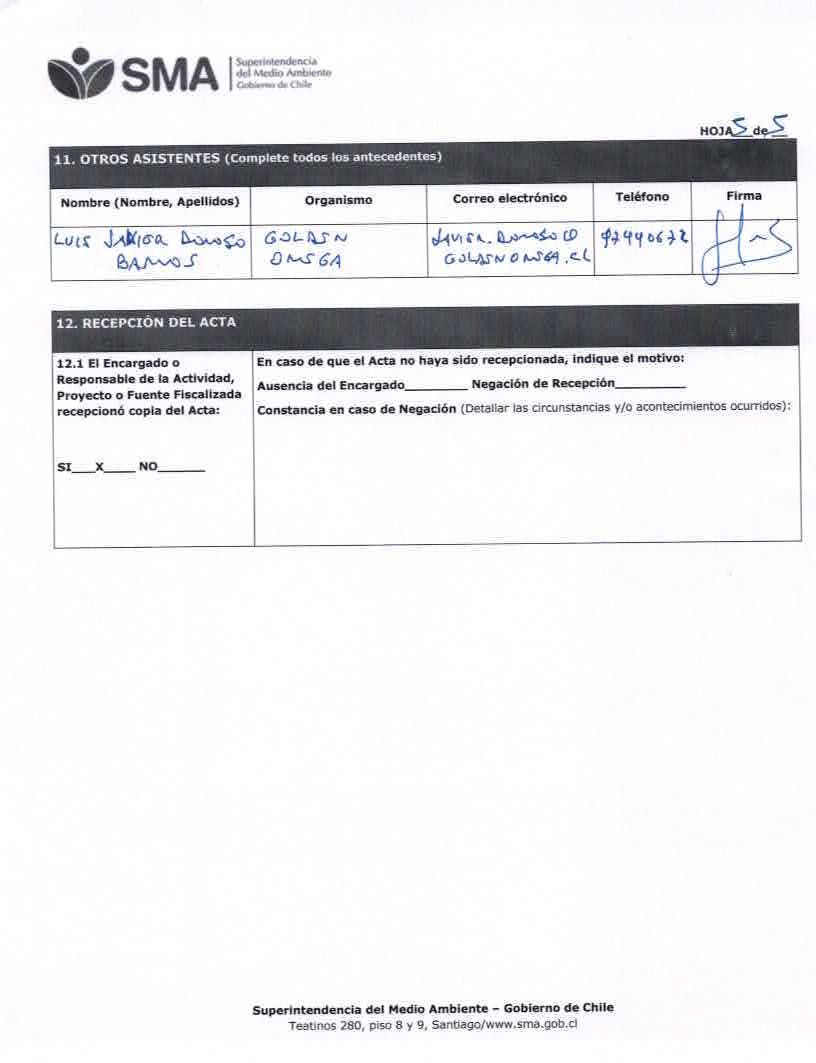 SMA
Superintendencia
del Medio Ambiente
Gobierno de Chile
HOJA 5 de 5
11. OTROS ASISTENTES (Complete todos los antecedentes)
Nombre (Nombre, Apellidos) Organismo Correo electrónico Teléfono Firma
LUIS JAVIER DONOSO GOLDEN JAVIER.DONOSO@ 92440672
BARROS OMEGA GOLDENOMEGA.CL
12. RECEPCIÓN DEL ACTA
12.1 El Encargado o
Responsable de la Actividad,
Proyecto o Fuente Fiscalizada
recepcionó copia del Acta:
SI___X____ NO______
En caso de que el Acta no haya sido recepcionada, indique el motivo:
Ausencia del Encargado________ Negación de Recepción_________
Constancia en caso de Negación (Detallar las circunstancias y/o acontecimientos ocurridos):
Superintendencia del Medio Ambiente – Gobierno de Chile
Teatinos 280, piso 8 y 9, Santiago/www.sma.gob.cl